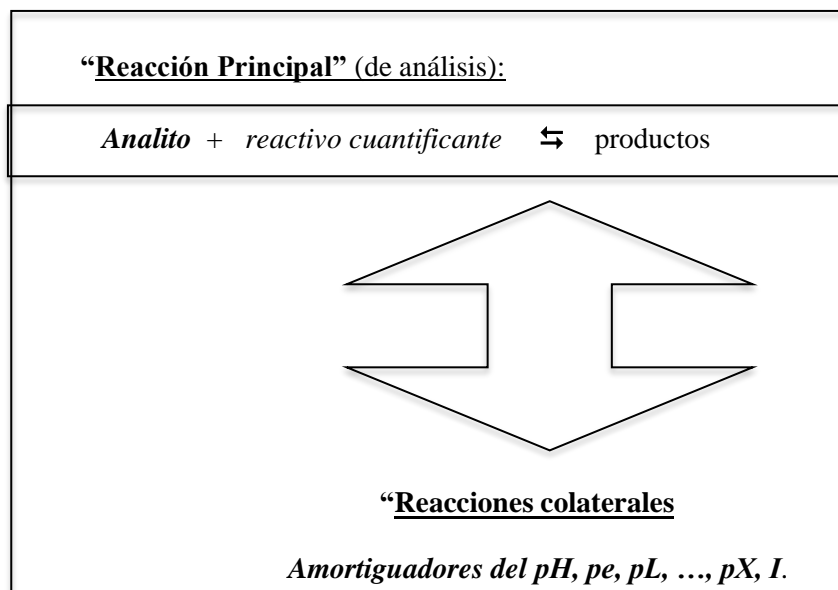 “Reacción Principal” (de análisis):
Analito + reactivo cuantificante ⇆ productos
“Reacciones colaterales
Amortiguadores del pH, pe, pL, …, pX, I.